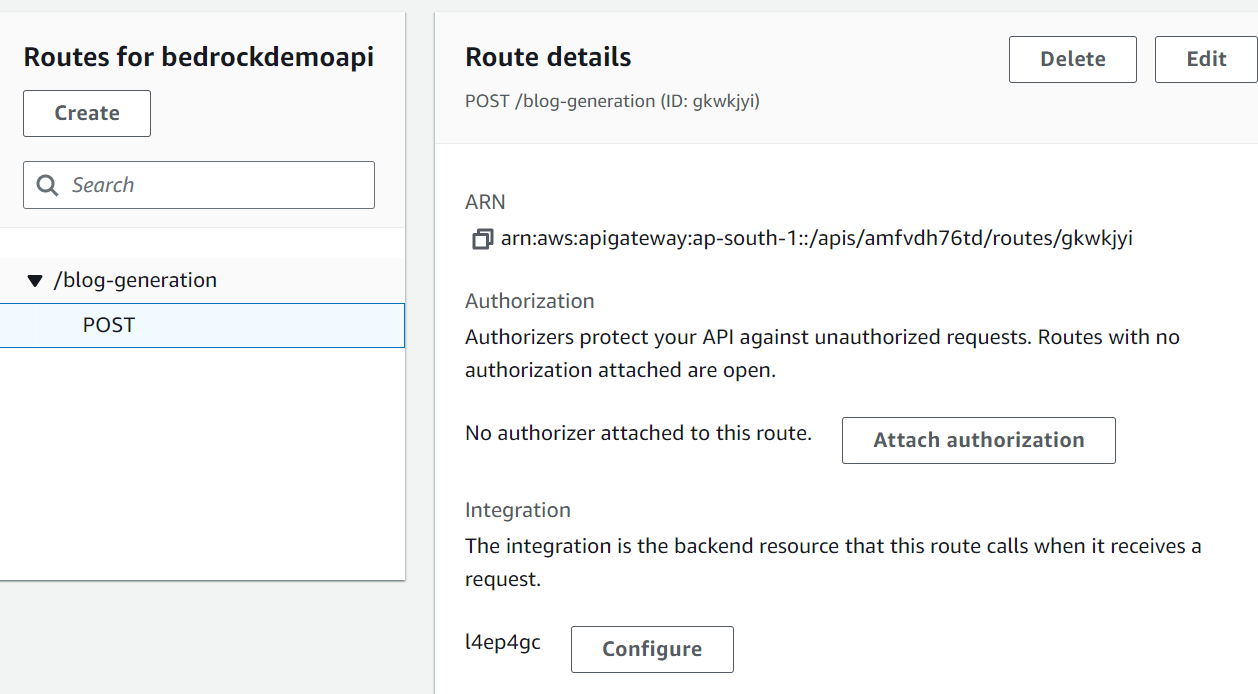 Routes for bedrockdemoapi
Create
Search
/blog-generation
POST
Route details
Delete
Edit
POST /blog-generation (ID: gkwkjyi)
ARN
arn:aws:apigateway:ap-south-1::/apis/amfvdh76td/routes/gkwkjyi
Authorization
Authorizers protect your API against unauthorized requests. Routes with no
authorization attached are open.
No authorizer attached to this route.
Attach authorization
Integration
The integration is the backend resource that this route calls when it receives a
request.
l4ep4gc
Configure